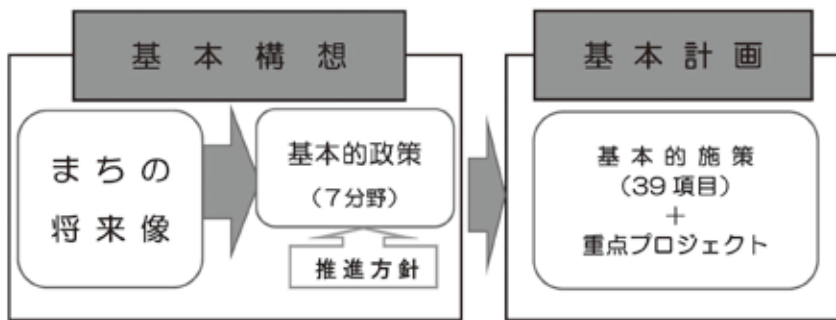 基本構想
まちの
将来像
基本的政策
(7分野)
推進方針
基本計画
基本的施策
(39項目)
+
重点プロジェクト